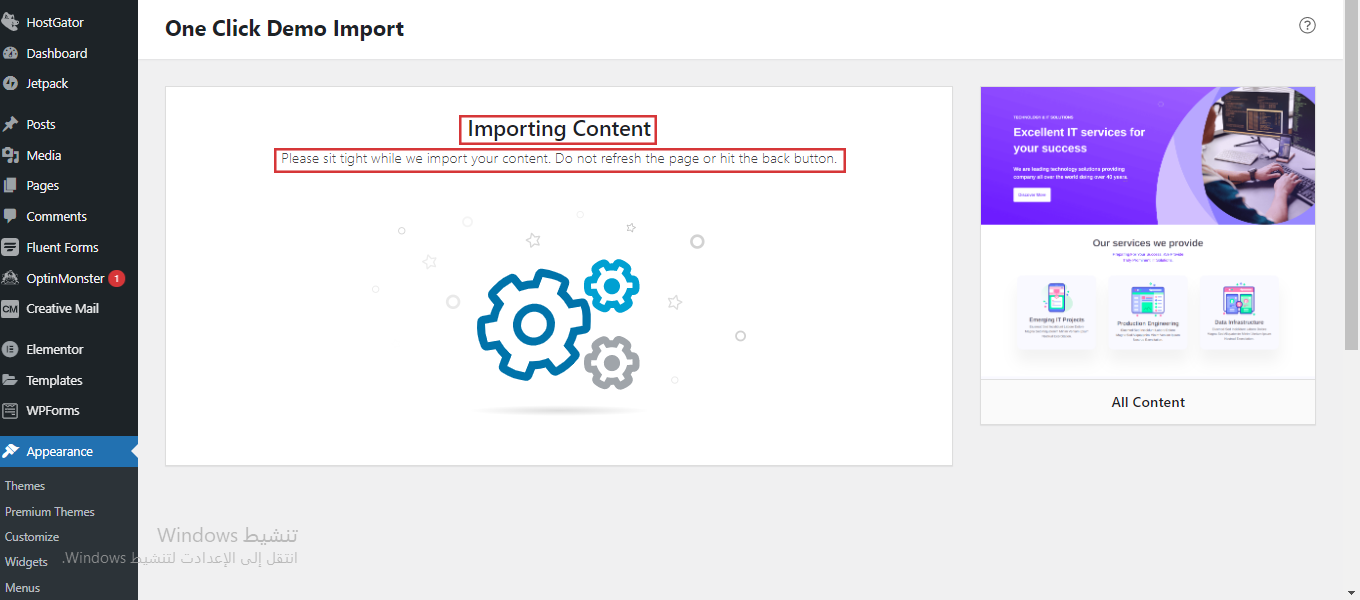 HostGator
Dashboard
Jetpack
Posts
Media
Pages
Comments
Fluent Forms
OptinMonster 1
CM Creative Mail
Elementor
Templates
WPForms
Appearance
Themes
Premium Themes
Customize
Widgets
Menus
One Click Demo Import
?
Importing Content
Please sit tight while we import your content. Do not refresh the page or hit the back button.
TECHNOLOGY & IT SOLUTIONS
Excellent IT services for
your success
We are leading technology solutions providing
company all over the world doing over 40 years.
Our services we provide
Emerging IT Projects
Production Engineering
Data Infrastructure
All Content
تنشيط Windows
انتقل إلى الإعدادت لتنشيط Windows.